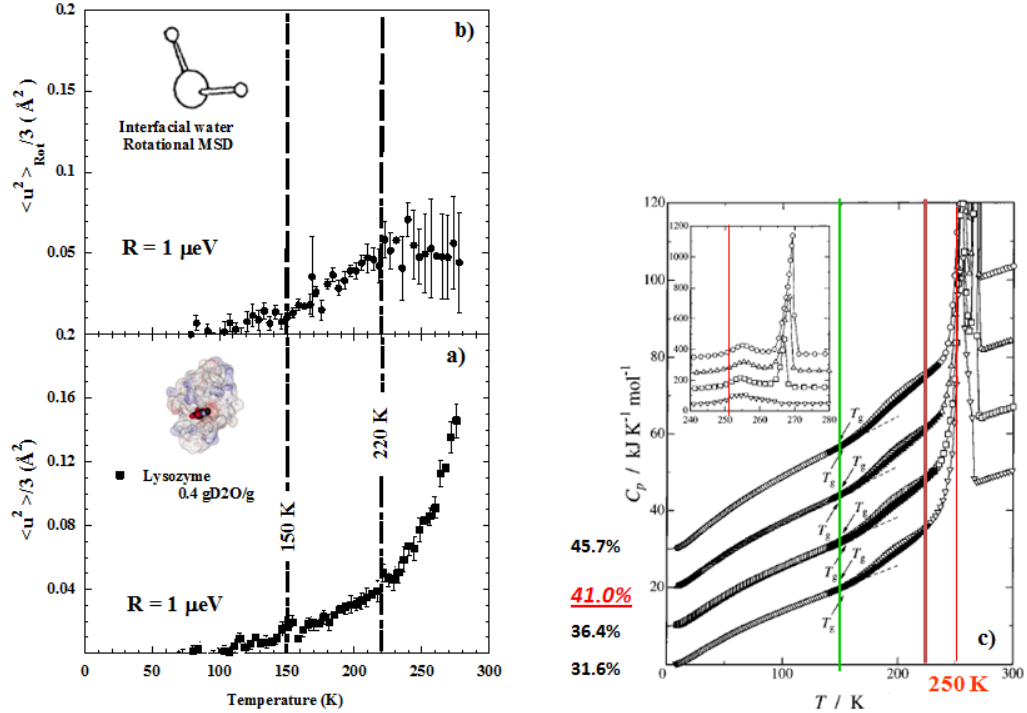 b)
0.2
0.15
0.1
0.05
0.2
<u²>Rot/3 (Å²)
Interfacial water
Rotational MSD
R = 1 μeV
a)
0.16
0.12
0.08
0.04
<u²>/3 (Å²)
Lysozyme
0.4 gD2O/g
150 K
220 K
R = 1 μeV
0 50 100 150 200 250 300
Temperature (K)
120
100
80
60
40
20
0
Cp / kJ K⁻¹ mol⁻¹
1200
1000
800
600
400
200
0
240 250 260 270 280
Tg
Tg
Tg
Tg
Tg
Tg
Tg
Tg
45.7%
41.0%
36.4%
31.6%
c)
0 100 200 300
250 K
T / K